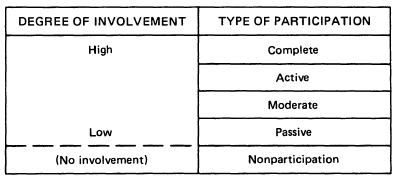 DEGREE OF INVOLVEMENT TYPE OF PARTICIPATION
High Complete
Active
Moderate
Low Passive
(No involvement) Nonparticipation